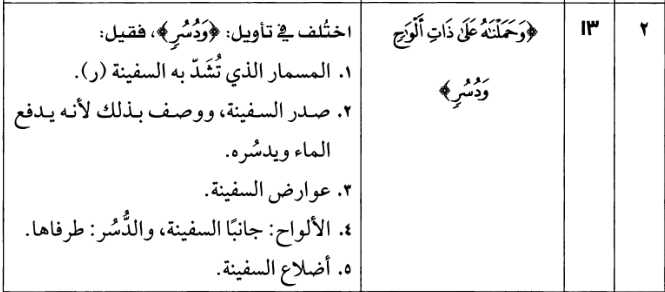 ٢
١٣
﴿وَحَمَلْنَٰهُ عَلَىٰ ذَاتِ أَلْوَٰحٖ
وَدُسُرٖ﴾
اختُلف في تأويل: ﴿وَدُسُرٖ﴾، فقيل:
١. المسمار الذي تُشَدّ به السفينة (ر).
٢. صدر السفينة، ووصف بذلك لأنه يدفع
الماء ويدسُره.
٣. عوارض السفينة.
٤. الألواح: جانبًا السفينة، والدُّسُر: طرفاها.
٥. أضلاع السفينة.